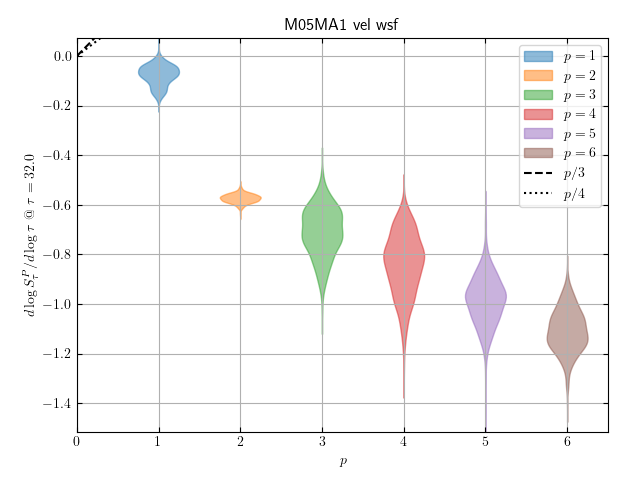 M05MA1 vel wsf
d log S_τ^P / d log τ @ τ = 32.0
0.0
−0.2
−0.4
−0.6
−0.8
−1.0
−1.2
−1.4
0 1 2 3 4 5 6
p
p = 1
p = 2
p = 3
p = 4
p = 5
p = 6
p/3
p/4